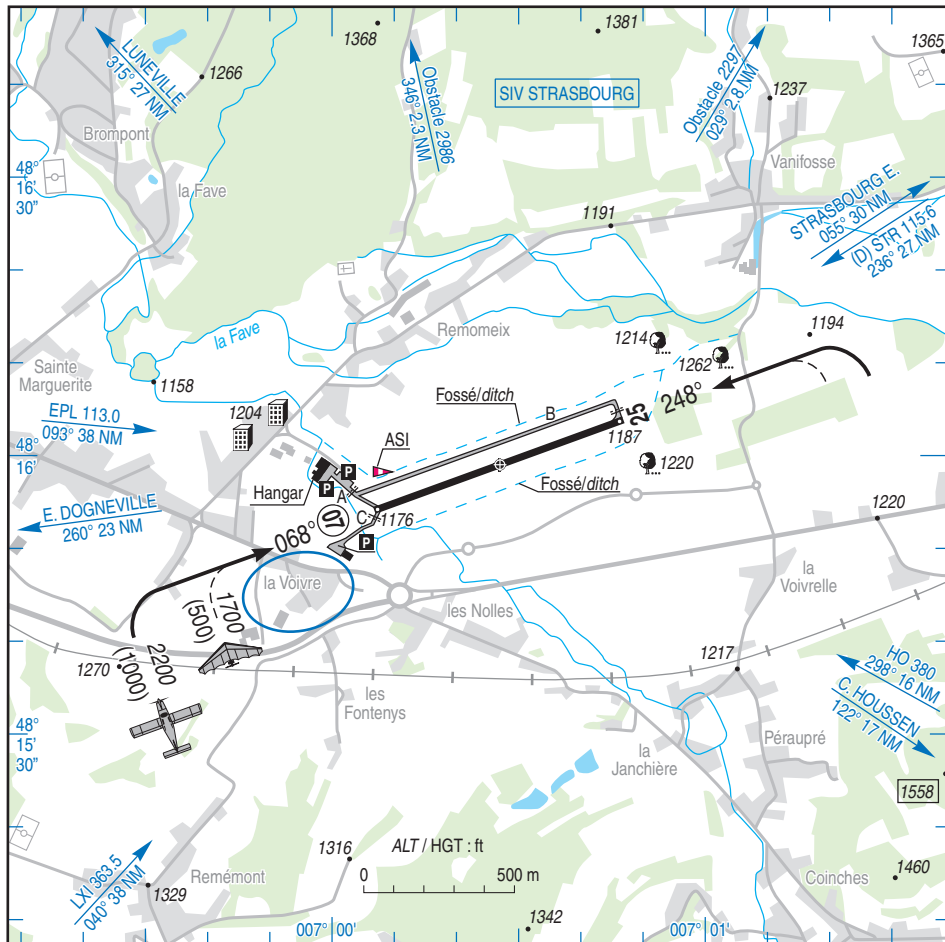 1368
1381
1365
LUNEVILLE
315° 27 NM
1266
Obstacle 2986
346° 2.3 NM
SIV STRASBOURG
Obstacle 2297
029° 2.8 NM
1237
Brompont
48°
16'
30"
la Fave
Vanifosse
1191
STRASBOURG E.
055° 30 NM
(D) STR 115.6
236° 27 NM
la Fave
Remomeix
1214
1262
1194
Sainte
Marguerite
1158
Fossé/ditch
B
25
248°
EPL 113.0
093° 38 NM
1204
ASI
1187
48°
16'
P
P
Hangar
A
1220
Fossé/ditch
E. DOGNEVILLE
260° 23 NM
068°
07
C
1176
P
1220
la Voivre
la
Voivrelle
1700
(500)
les Nolles
2200
(1000)
1270
1217
HO 380
298° 16 NM
C. HOUSSEN
122° 17 NM
les
Fontenys
48°
15'
30"
la
Janchière
Péraupré
1558
LXI 363.5
040° 38 NM
1316
ALT / HGT : ft
0 500 m
1329
Remémont
1460
Coinches
1342
007° 00'
007° 01'